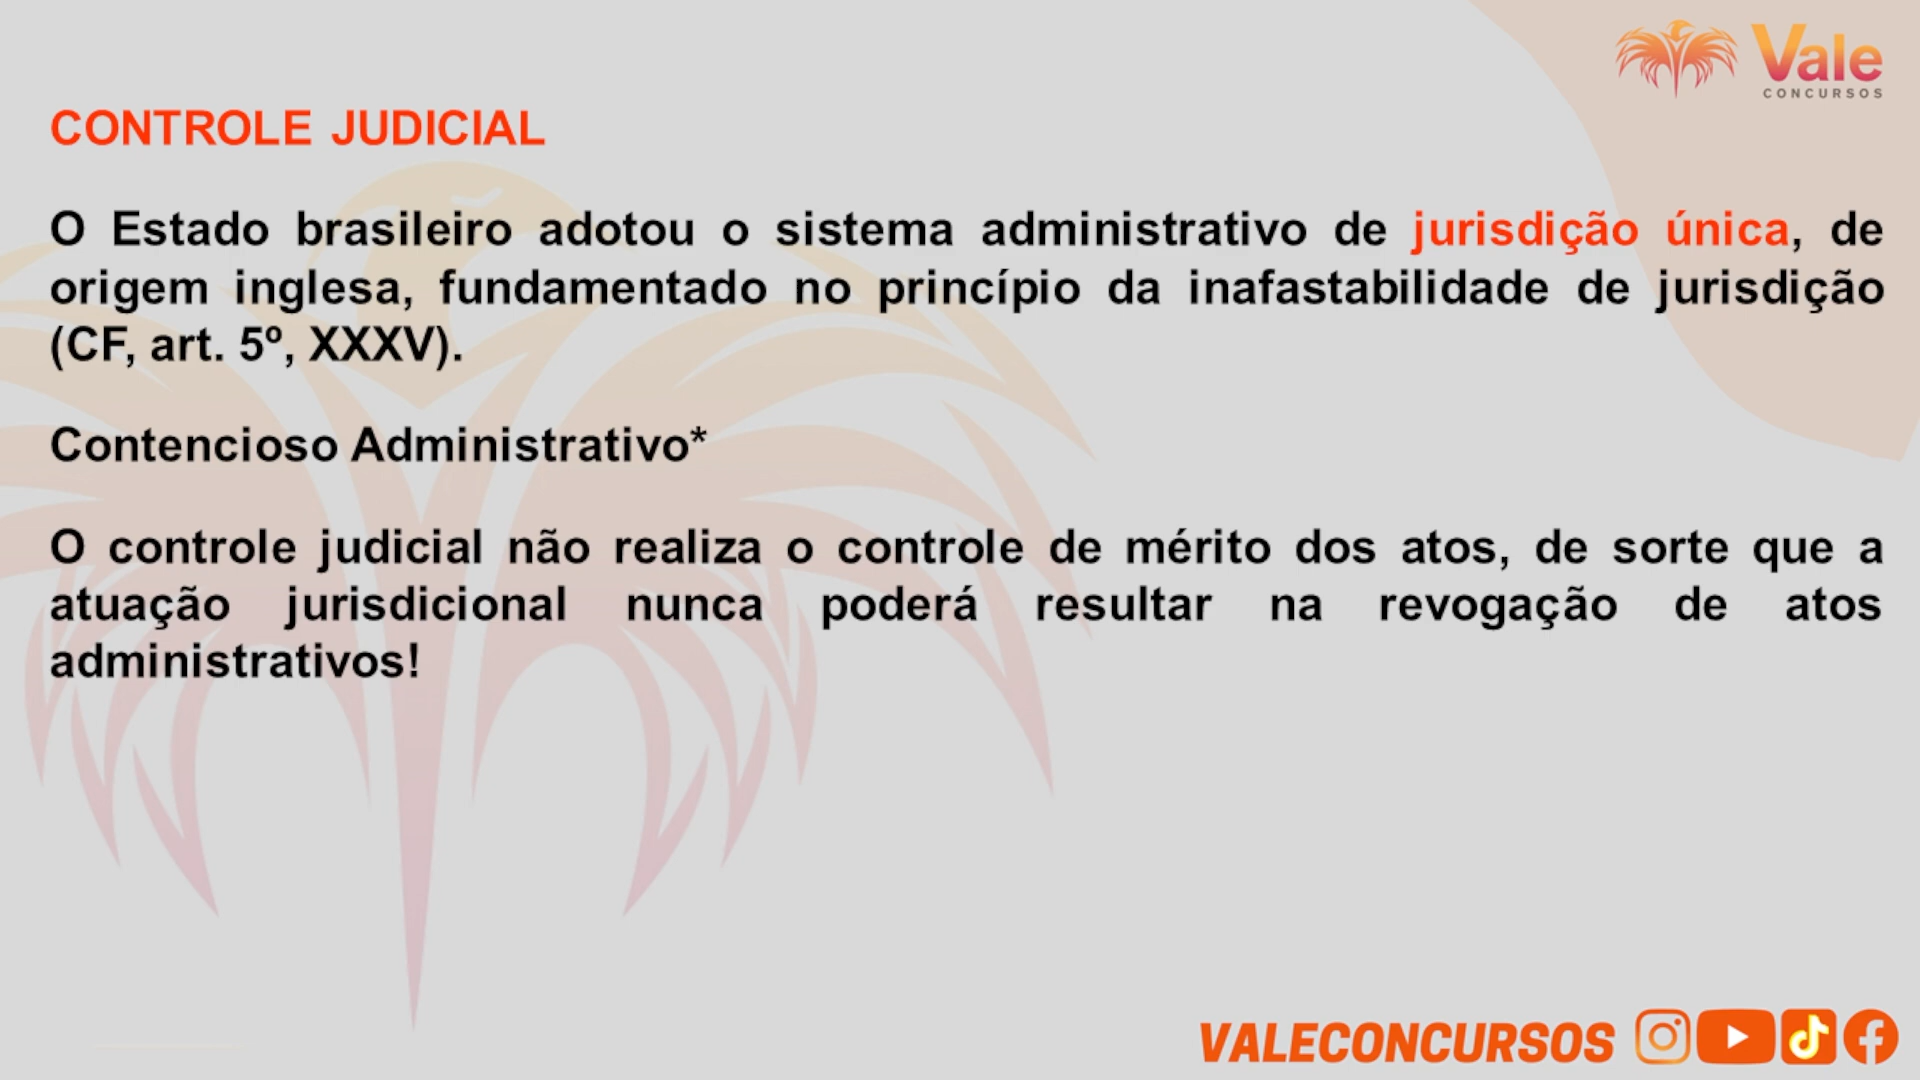 Vale
CONCURSOS
CONTROLE JUDICIAL
O Estado brasileiro adotou o sistema administrativo de jurisdição única, de
origem inglesa, fundamentado no princípio da inafastabilidade de jurisdição
(CF, art. 5º, XXXV).
Contencioso Administrativo*
O controle judicial não realiza o controle de mérito dos atos, de sorte que a
atuação jurisdicional nunca poderá resultar na revogação de atos
administrativos!
VALECONCURSOS